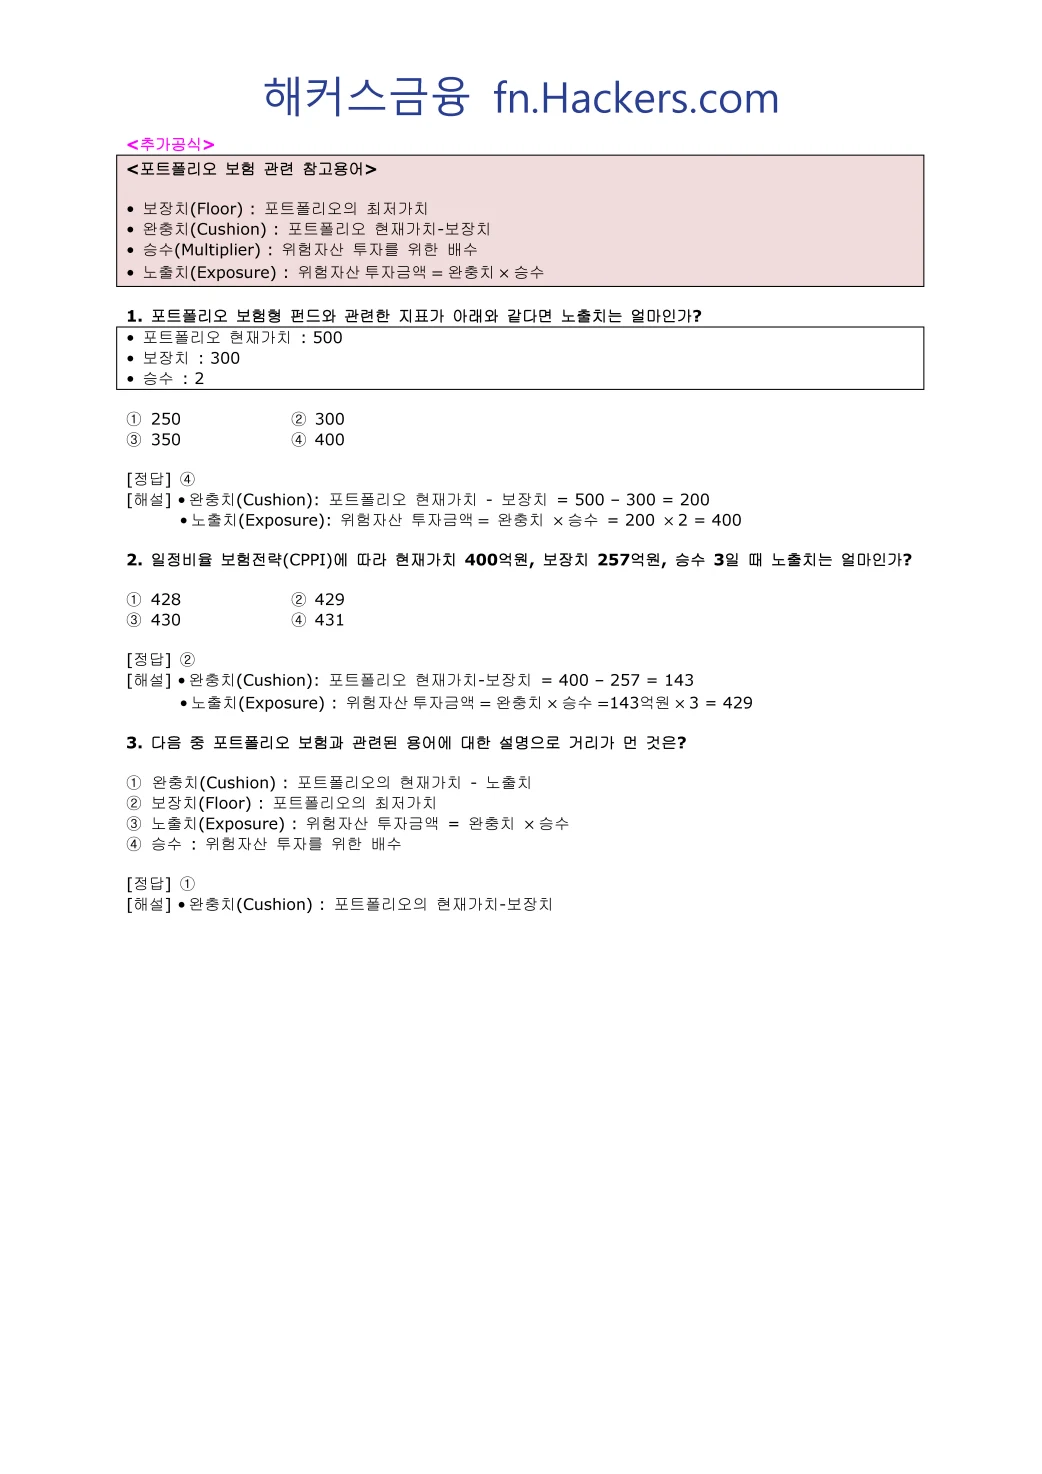 해커스금융 fn.Hackers.com
<추가공식>
<포트폴리오 보험 관련 참고용어>
• 보장치(Floor) : 포트폴리오의 최저가치
• 완충치(Cushion) : 포트폴리오 현재가치-보장치
• 승수(Multiplier) : 위험자산 투자를 위한 배수
• 노출치(Exposure) : 위험자산 투자금액 = 완충치 × 승수
1. 포트폴리오 보험형 펀드와 관련한 지표가 아래와 같다면 노출치는 얼마인가?
• 포트폴리오 현재가치 : 500
• 보장치 : 300
• 승수 : 2
① 250 ② 300
③ 350 ④ 400
[정답] ④
[해설] • 완충치(Cushion): 포트폴리오 현재가치 - 보장치 = 500 – 300 = 200
• 노출치(Exposure): 위험자산 투자금액 = 완충치 × 승수 = 200 × 2 = 400
2. 일정비율 보험전략(CPPI)에 따라 현재가치 400억원, 보장치 257억원, 승수 3일 때 노출치는 얼마인가?
① 428 ② 429
③ 430 ④ 431
[정답] ②
[해설] • 완충치(Cushion): 포트폴리오 현재가치-보장치 = 400 – 257 = 143
• 노출치(Exposure) : 위험자산 투자금액 = 완충치 × 승수 =143억원 × 3 = 429
3. 다음 중 포트폴리오 보험과 관련된 용어에 대한 설명으로 거리가 먼 것은?
① 완충치(Cushion) : 포트폴리오의 현재가치 - 노출치
② 보장치(Floor) : 포트폴리오의 최저가치
③ 노출치(Exposure) : 위험자산 투자금액 = 완충치 × 승수
④ 승수 : 위험자산 투자를 위한 배수
[정답] ①
[해설] • 완충치(Cushion) : 포트폴리오의 현재가치-보장치